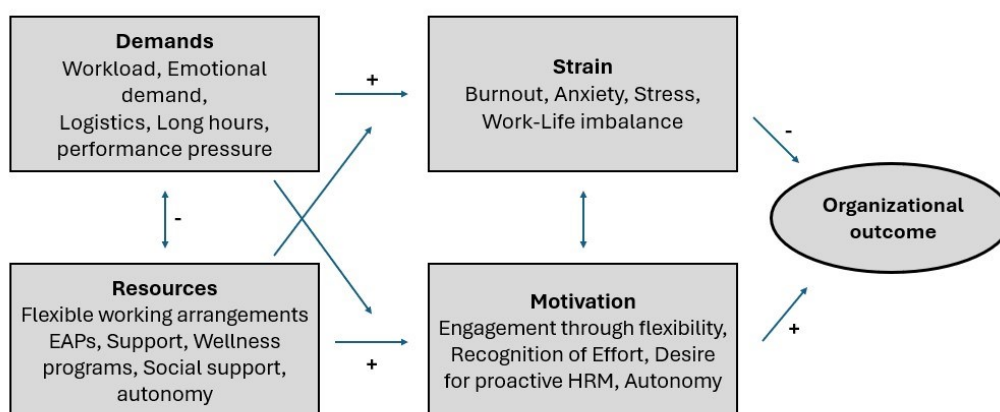 Demands
Workload, Emotional
demand,
Logistics, Long hours,
performance pressure
+
Strain
Burnout, Anxiety, Stress,
Work-Life imbalance
-
-
Organizational
outcome
Resources
Flexible working arrangements
EAPs, Support, Wellness
programs, Social support,
autonomy
+
Motivation
Engagement through flexibility,
Recognition of Effort, Desire
for proactive HRM, Autonomy
+